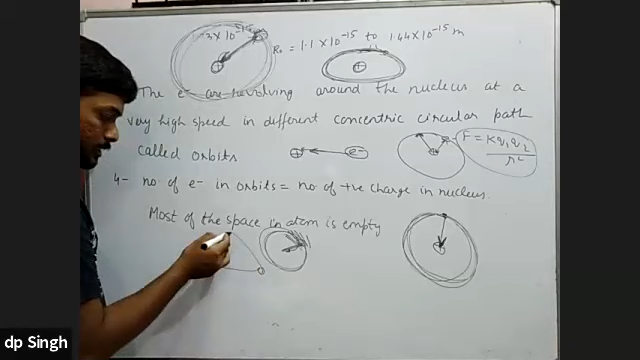 R₀ = 1.1 × 10⁻¹⁵ to 1.44 × 10⁻¹⁵ m
The e⁻ are revolving around the nucleus at a
very high speed in different concentric circular path
called orbits
e⁻
F = Kq₁q₂/r²
4- no of e⁻ in orbits = no of +ve charge in nucleus.
Most of the space in atom is empty
dp Singh